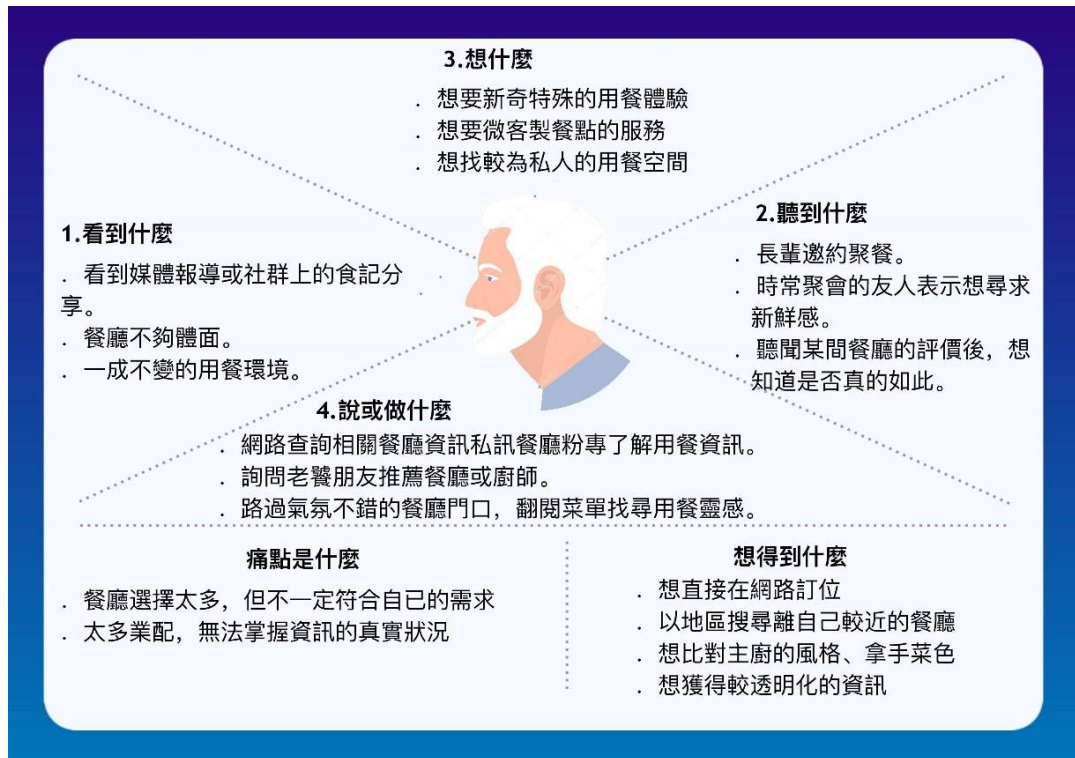 3.想什麼
．想要新奇特殊的用餐體驗
．想要微客製餐點的服務
．想找較為私人的用餐空間
1.看到什麼
．看到媒體報導或社群上的食記分
享。
．餐廳不夠體面。
．一成不變的用餐環境。
2.聽到什麼
．長輩邀約聚餐。
．時常聚會的友人表示想尋求
新鮮感。
．聽聞某間餐廳的評價後，想
知道是否真的如此。
4.說或做什麼
．網路查詢相關餐廳資訊私訊餐廳粉專了解用餐資訊。
．詢問老饕朋友推薦餐廳或廚師。
．路過氣氛不錯的餐廳門口，翻閱菜單找尋用餐靈感。
痛點是什麼
．餐廳選擇太多，但不一定符合自已的需求
．太多業配，無法掌握資訊的真實狀況
想得到什麼
．想直接在網路訂位
．以地區搜尋離自己較近的餐廳
．想比對主廚的風格、拿手菜色
．想獲得較透明化的資訊